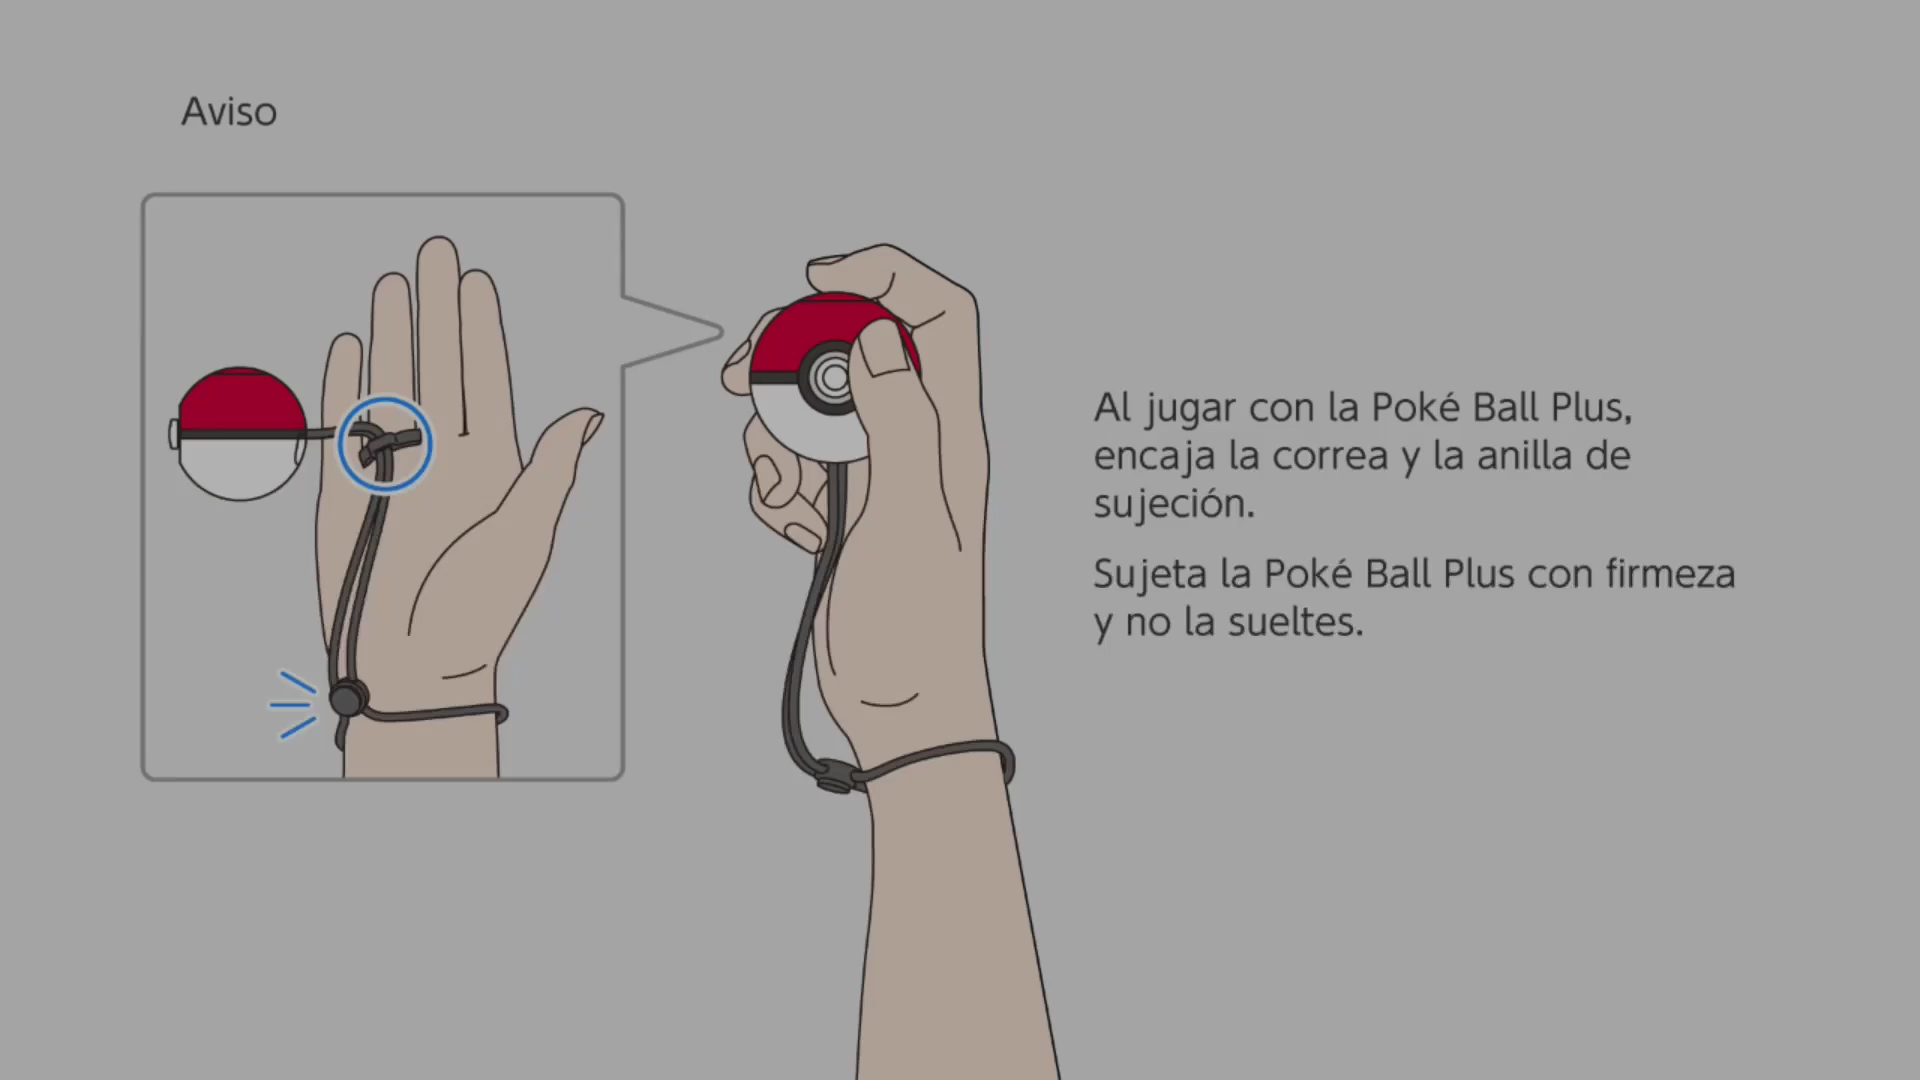 Aviso
Al jugar con la Poké Ball Plus,
encaja la correa y la anilla de
sujeción.
Sujeta la Poké Ball Plus con firmeza
y no la sueltes.